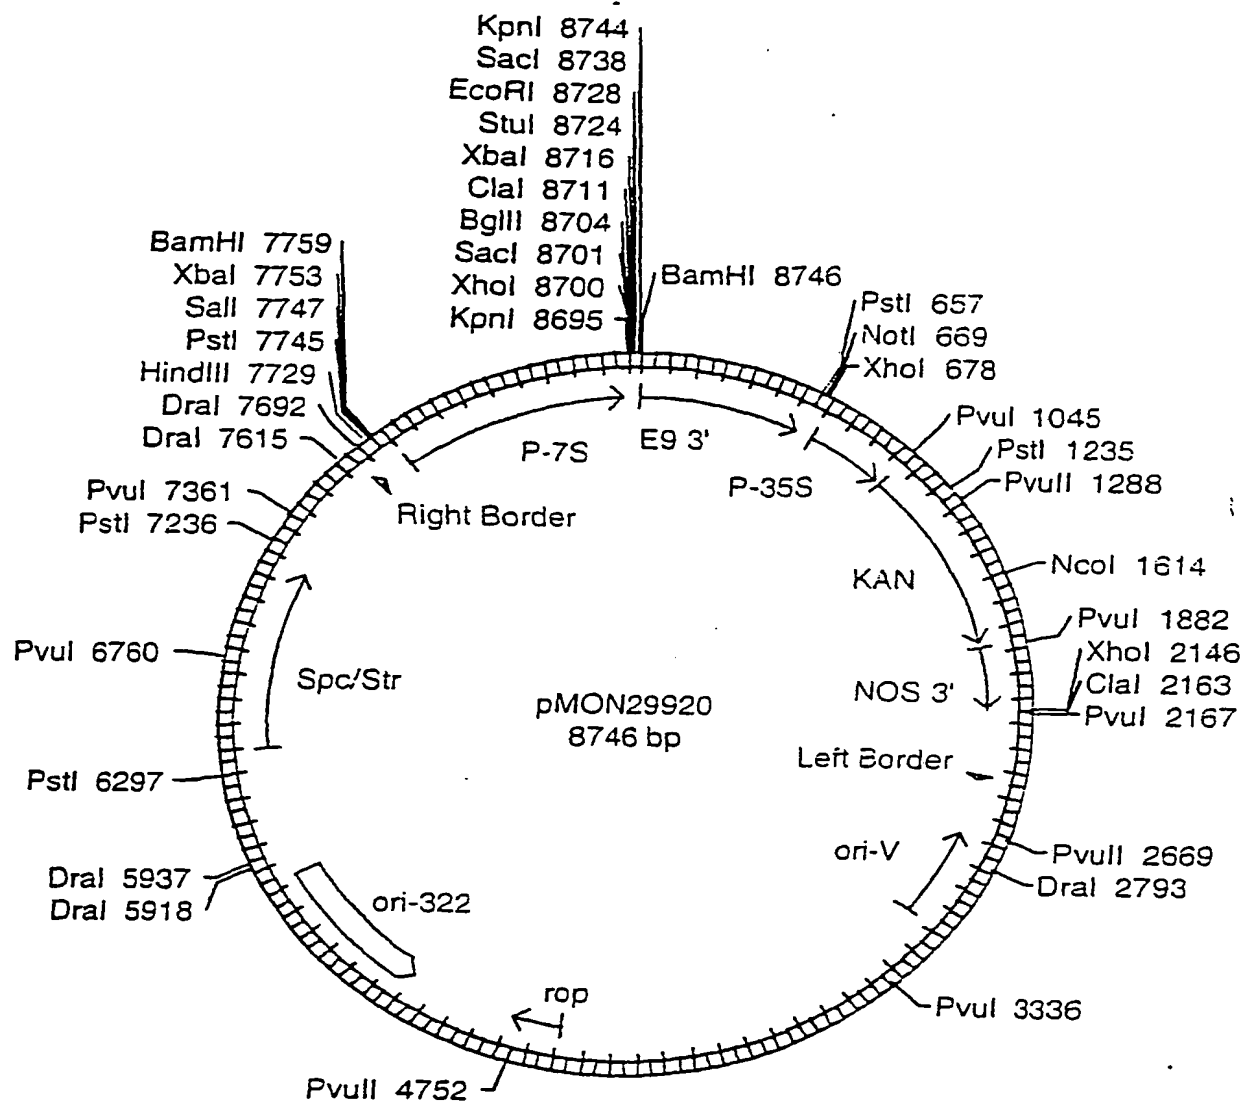 KpnI 8744
SacI 8738
EcoRI 8728
StuI 8724
XbaI 8716
ClaI 8711
BglII 8704
SacI 8701
XhoI 8700
KpnI 8695
BamHI 7759
XbaI 7753
SalI 7747
PstI 7745
HindIII 7729
DraI 7692
DraI 7615
PvuI 7361
PstI 7236
PvuI 6760
PstI 6297
DraI 5937
DraI 5918
PvuII 4752
BamHI 8746
PstI 657
NotI 669
XhoI 678
PvuI 1045
PstI 1235
PvuII 1288
NcoI 1614
PvuI 1882
XhoI 2146
ClaI 2163
PvuI 2167
PvuII 2669
DraI 2793
PvuI 3336
P-7S
E9 3'
P-35S
Right Border
KAN
Spc/Str
NOS 3'
pMON29920
8746 bp
Left Border
ori-V
ori-322
rop